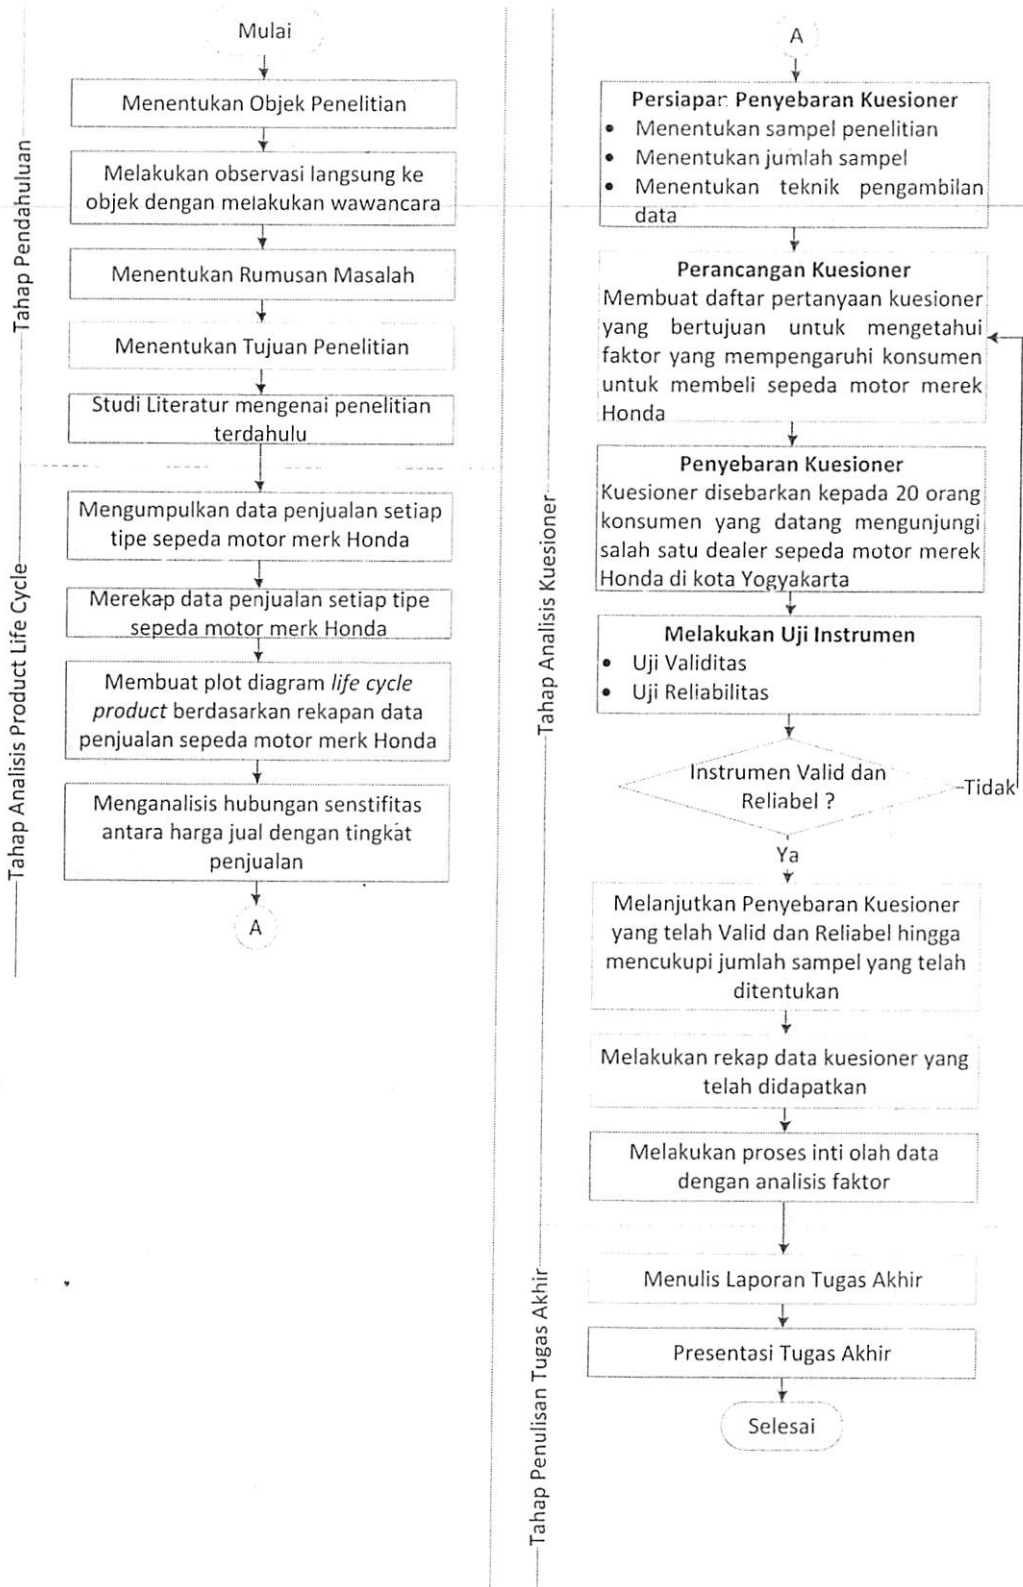 Mulai
Menentukan Objek Penelitian
Melakukan observasi langsung ke
objek dengan melakukan wawancara
Menentukan Rumusan Masalah
Menentukan Tujuan Penelitian
Studi Literatur mengenai penelitian
terdahulu
Tahap Pendahuluan
Mengumpulkan data penjualan setiap
tipe sepeda motor merk Honda
Merekap data penjualan setiap tipe
sepeda motor merk Honda
Membuat plot diagram life cycle
product berdasarkan rekapan data
penjualan sepeda motor merk Honda
Menganalisis hubungan senstifitas
antara harga jual dengan tingkat
penjualan
A
Tahap Analisis Product Life Cycle
A
Persiapan Penyebaran Kuesioner
• Menentukan sampel penelitian
• Menentukan jumlah sampel
• Menentukan teknik pengambilan
data
Perancangan Kuesioner
Membuat daftar pertanyaan kuesioner
yang bertujuan untuk mengetahui
faktor yang mempengaruhi konsumen
untuk membeli sepeda motor merek
Honda
Penyebaran Kuesioner
Kuesioner disebarkan kepada 20 orang
konsumen yang datang mengunjungi
salah satu dealer sepeda motor merek
Honda di kota Yogyakarta
Melakukan Uji Instrumen
• Uji Validitas
• Uji Reliabilitas
Instrumen Valid dan
Reliabel ?
Tidak
Ya
Melanjutkan Penyebaran Kuesioner
yang telah Valid dan Reliabel hingga
mencukupi jumlah sampel yang telah
ditentukan
Melakukan rekap data kuesioner yang
telah didapatkan
Melakukan proses inti olah data
dengan analisis faktor
Tahap Analisis Kuesioner
Menulis Laporan Tugas Akhir
Presentasi Tugas Akhir
Selesai
Tahap Penulisan Tugas Akhir